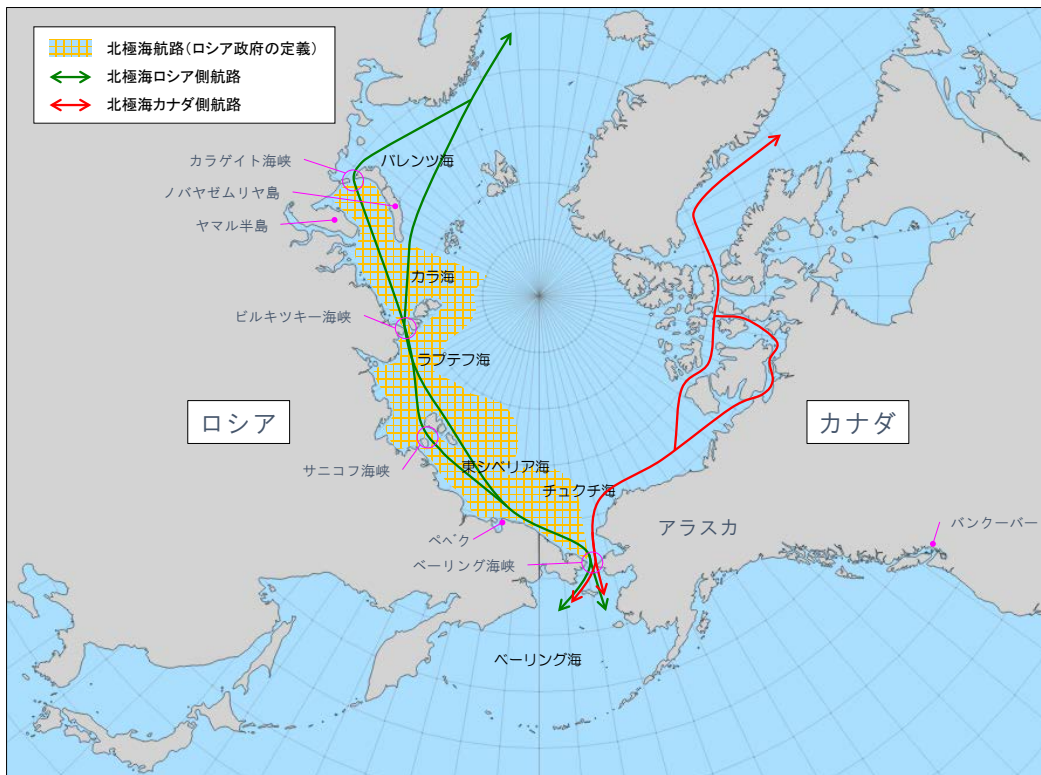 北極海航路(ロシア政府の定義)
北極海ロシア側航路
北極海カナダ側航路
カラゲイト海峡
バレンツ海
ノバヤゼムリヤ島
ヤマル半島
カラ海
ビルキツキー海峡
ラプテフ海
ロシア
カナダ
サニコフ海峡
東シベリア海
チュクチ海
ペベク
アラスカ
バンクーバー
ベーリング海峡
ベーリング海